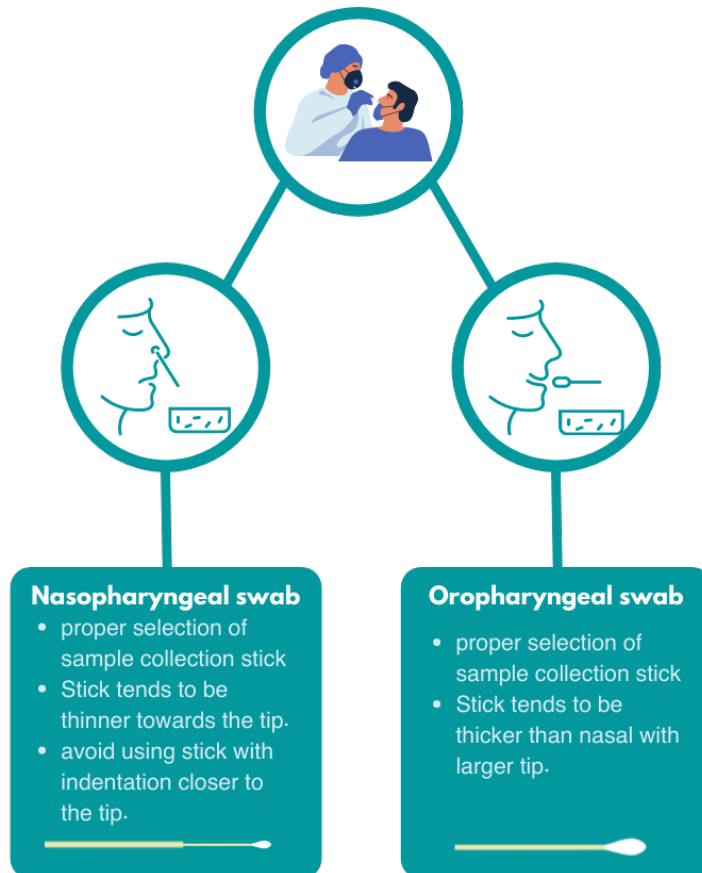 Nasopharyngeal swab
• proper selection of
sample collection stick
• Stick tends to be
thinner towards the tip.
• avoid using stick with
indentation closer to
the tip.
Oropharyngeal swab
• proper selection of
sample collection stick
• Stick tends to be
thicker than nasal with
larger tip.